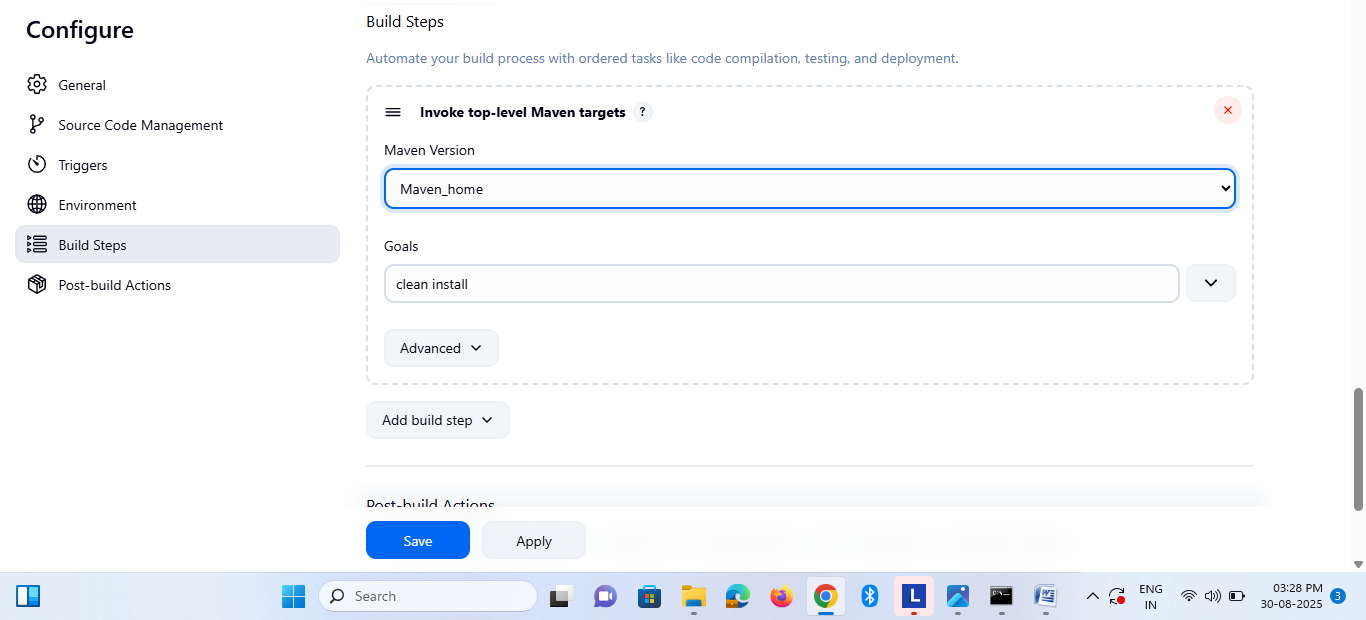 Configure
General
Source Code Management
Triggers
Environment
Build Steps
Post-build Actions
Build Steps
Automate your build process with ordered tasks like code compilation, testing, and deployment.
Invoke top-level Maven targets ?
Maven Version
Maven_home
Goals
clean install
Advanced
Add build step
Post-build Actions
Save
Apply
Search
L
ENG
IN
03:28 PM
30-08-2025
3